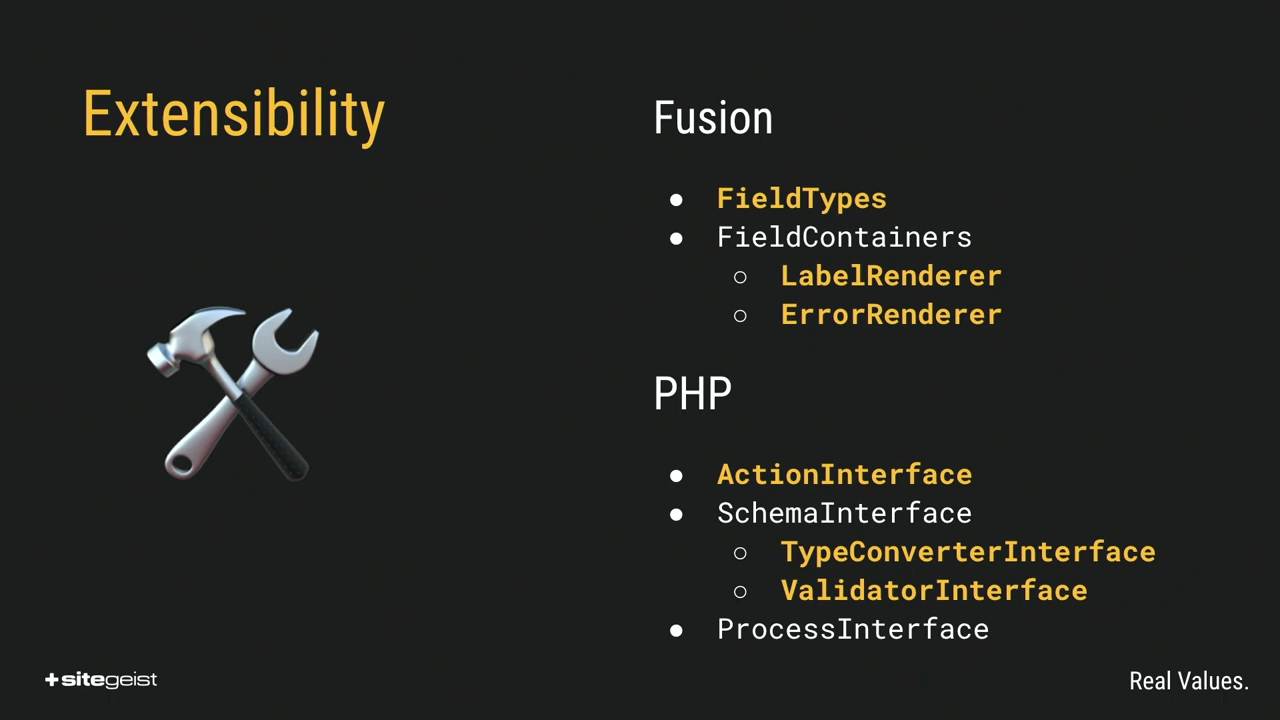 Extensibility
Fusion
● FieldTypes
● FieldContainers
○ LabelRenderer
○ ErrorRenderer
PHP
● ActionInterface
● SchemaInterface
○ TypeConverterInterface
○ ValidatorInterface
● ProcessInterface
+sitegeist
Real Values.